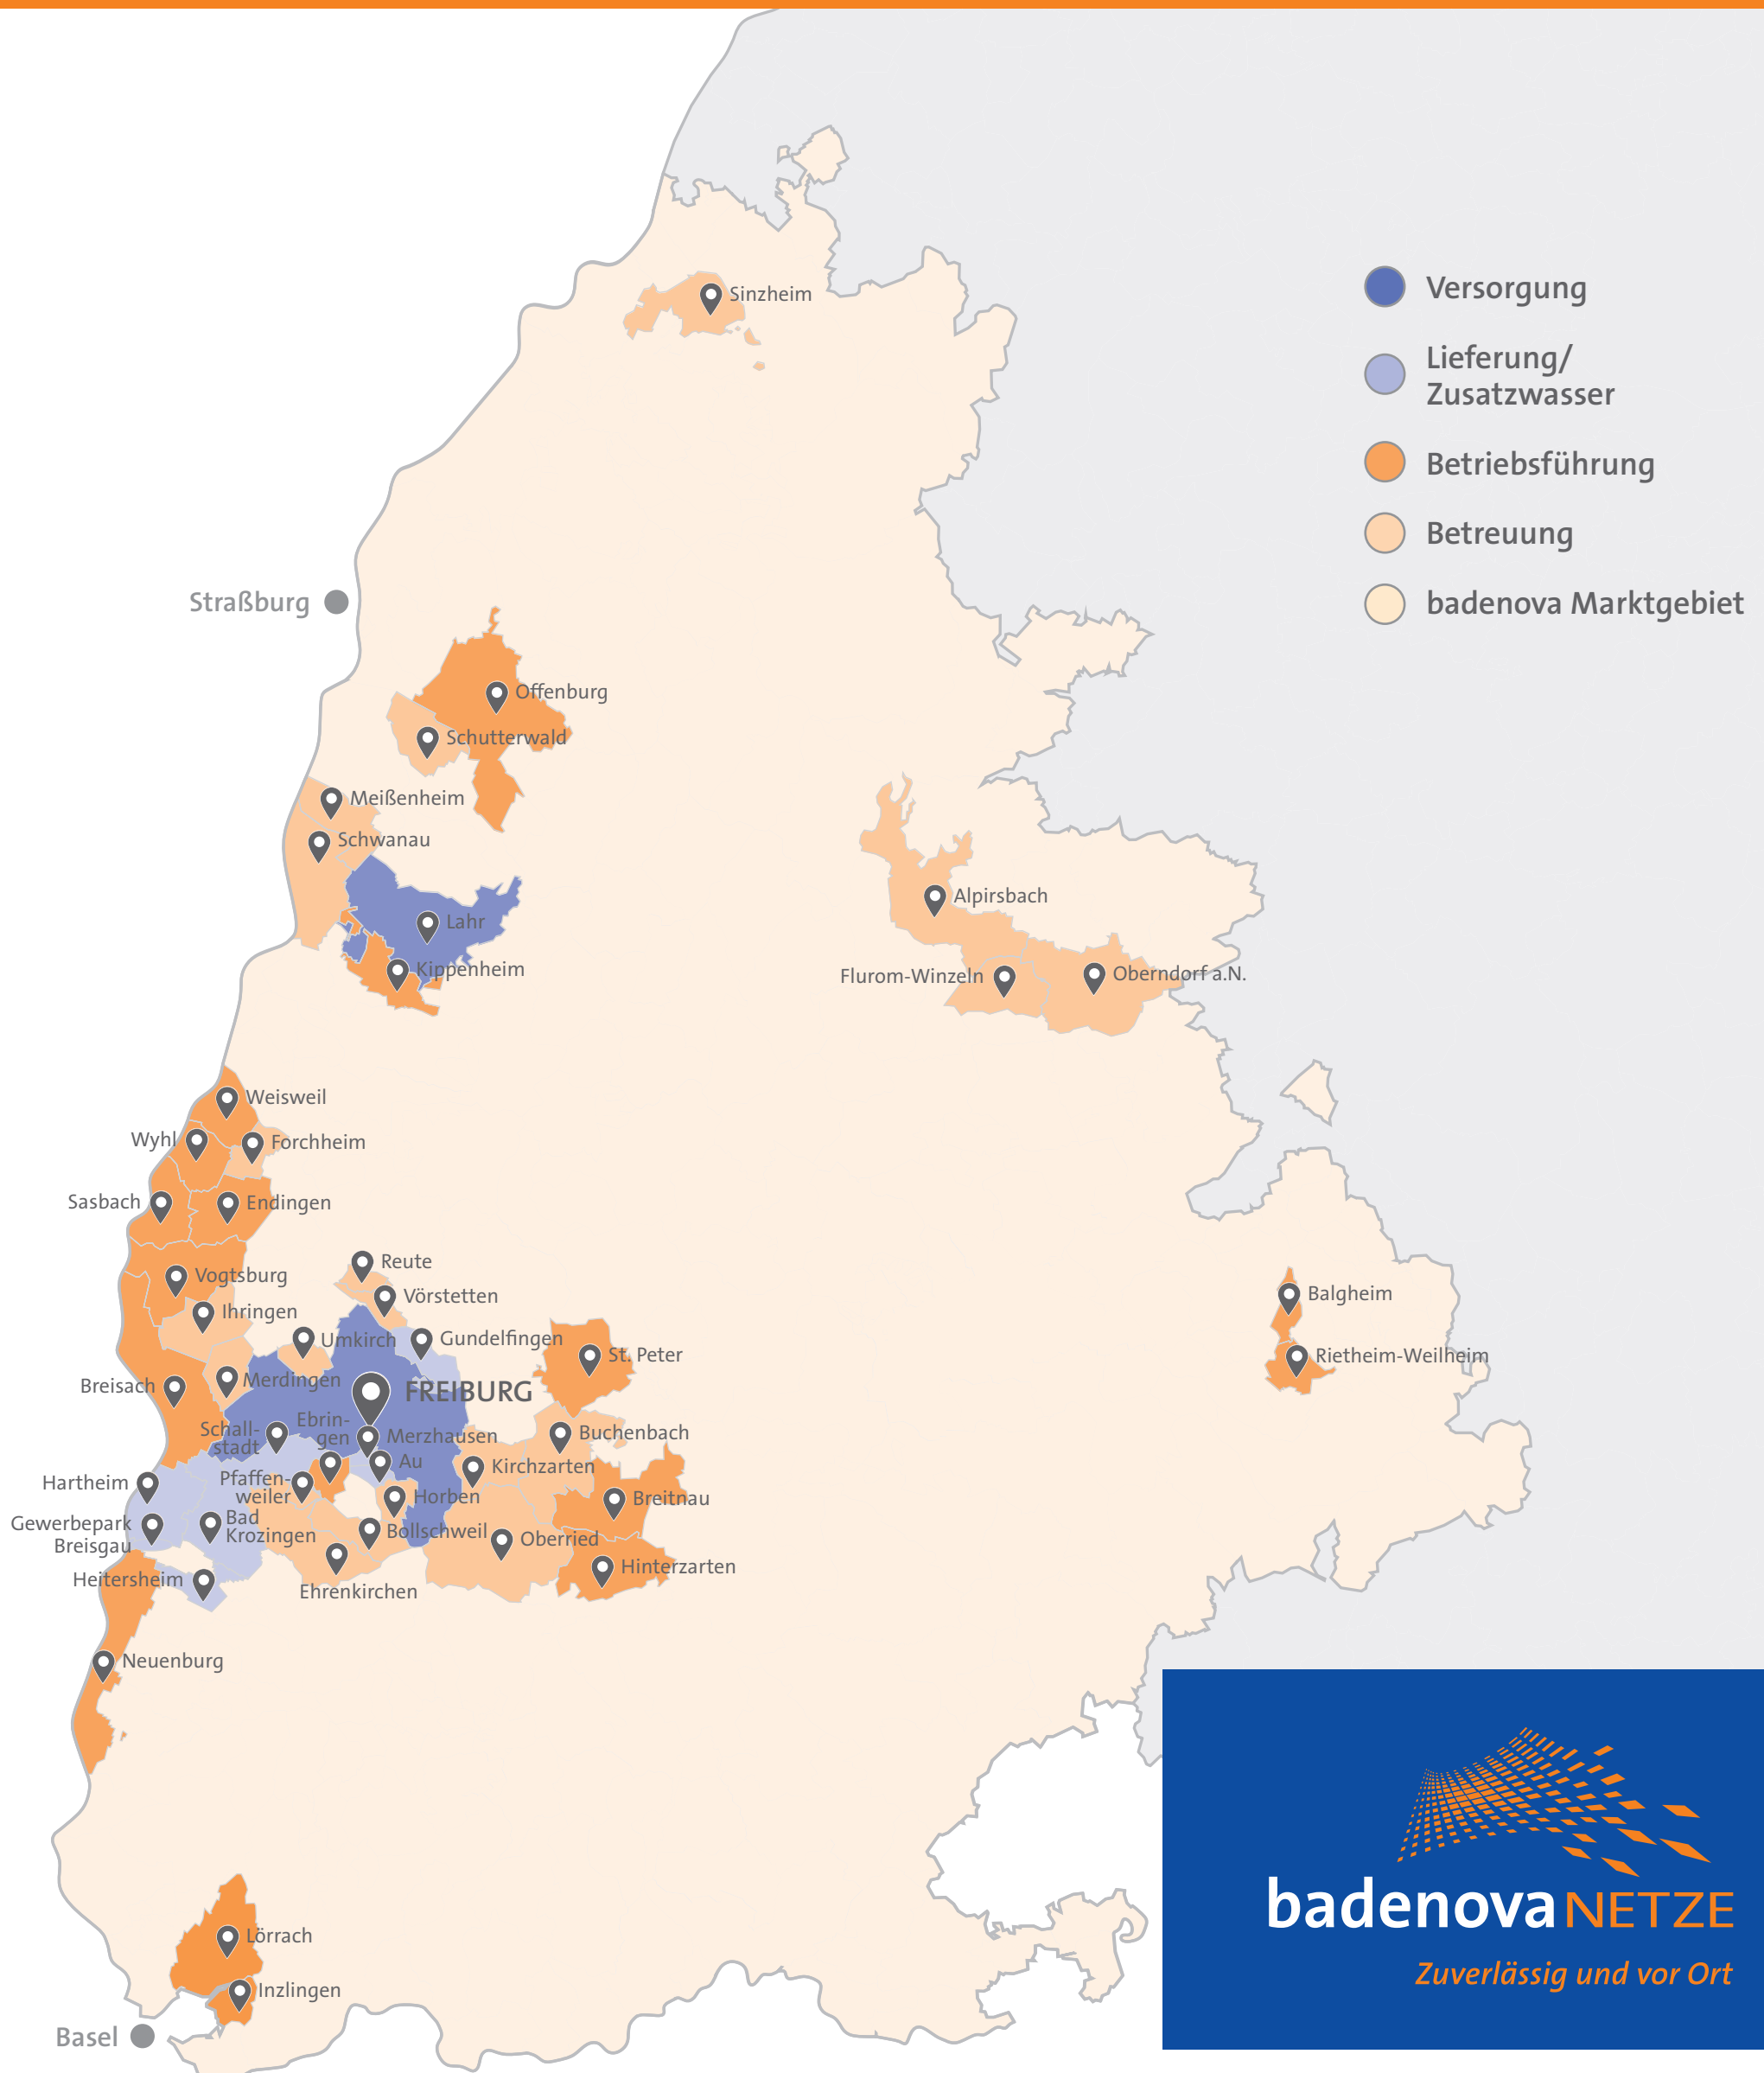 Sinzheim
Versorgung
Lieferung/
Zusatzwasser
Betriebsführung
Betreuung
badenova Marktgebiet
Straßburg
Offenburg
Schutterwald
Meißenheim
Schwanau
Lahr
Kippenheim
Alpirsbach
Flurom-Winzeln
Oberndorf a.N.
Weisweil
Wyhl
Forchheim
Sasbach
Endingen
Vogtsburg
Ihringen
Reute
Vörstetten
Umkirch
Gundelfingen
St. Peter
Balgheim
Rietheim-Weilheim
Breisach
Merdingen
FREIBURG
Schall-
stadt
Ebrin-
gen
Merzhausen
Buchenbach
Au
Kirchzarten
Hartheim
Pfaffen-
weiler
Horben
Breitnau
Gewerbepark
Breisgau
Bad
Krozingen
Bollschweil
Oberried
Heitersheim
Ehrenkirchen
Hinterzarten
Neuenburg
Lörrach
Inzlingen
Basel
badenovaNETZE
Zuverlässig und vor Ort